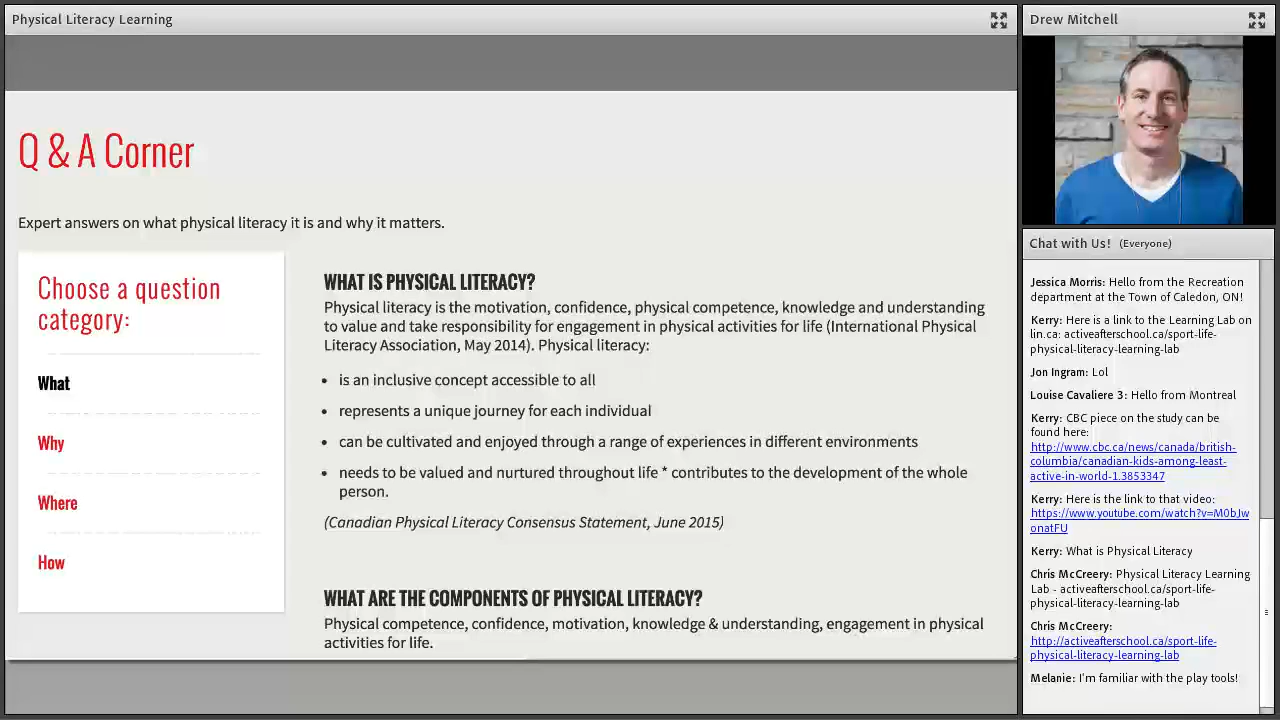 Physical Literacy Learning
Q & A Corner
Expert answers on what physical literacy it is and why it matters.
Choose a question
category:
What
Why
Where
How
WHAT IS PHYSICAL LITERACY?
Physical literacy is the motivation, confidence, physical competence, knowledge and understanding
to value and take responsibility for engagement in physical activities for life (International Physical
Literacy Association, May 2014). Physical literacy:
• is an inclusive concept accessible to all
• represents a unique journey for each individual
• can be cultivated and enjoyed through a range of experiences in different environments
• needs to be valued and nurtured throughout life * contributes to the development of the whole
person.
(Canadian Physical Literacy Consensus Statement, June 2015)
WHAT ARE THE COMPONENTS OF PHYSICAL LITERACY?
Physical competence, confidence, motivation, knowledge & understanding, engagement in physical
activities for life.
Drew Mitchell
Chat with Us! (Everyone)
Jessica Morris: Hello from the Recreation
department at the Town of Caledon, ON!
Kerry: Here is a link to the Learning Lab on
lin.ca: activeafterschool.ca/sport-life-
physical-literacy-learning-lab
Jon Ingram: Lol
Louise Cavaliere 3: Hello from Montreal
Kerry: CBC piece on the study can be
found here:
http://www.cbc.ca/news/canada/british-
columbia/canadian-kids-among-least-
active-in-world-1.3853347
Kerry: Here is the link to that video:
https://www.youtube.com/watch?v=M0bJw
onatFU
Kerry: What is Physical Literacy
Chris McCreery: Physical Literacy Learning
Lab - activeafterschool.ca/sport-life-
physical-literacy-learning-lab
Chris McCreery:
http://activeafterschool.ca/sport-life-
physical-literacy-learning-lab
Melanie: I'm familiar with the play tools!